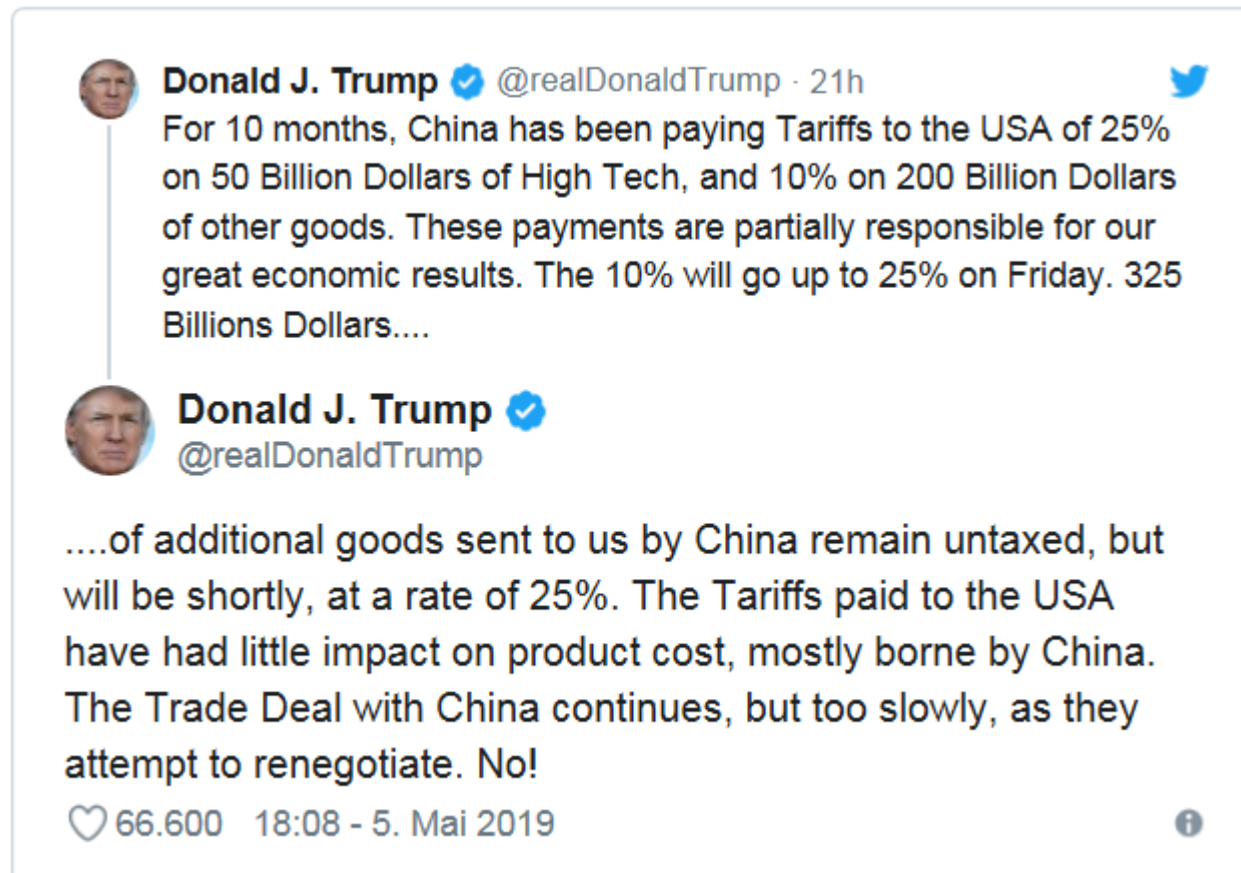 Donald J. Trump @realDonaldTrump · 21h
For 10 months, China has been paying Tariffs to the USA of 25%
on 50 Billion Dollars of High Tech, and 10% on 200 Billion Dollars
of other goods. These payments are partially responsible for our
great economic results. The 10% will go up to 25% on Friday. 325
Billions Dollars....
Donald J. Trump
@realDonaldTrump
....of additional goods sent to us by China remain untaxed, but
will be shortly, at a rate of 25%. The Tariffs paid to the USA
have had little impact on product cost, mostly borne by China.
The Trade Deal with China continues, but too slowly, as they
attempt to renegotiate. No!
66.600 18:08 - 5. Mai 2019